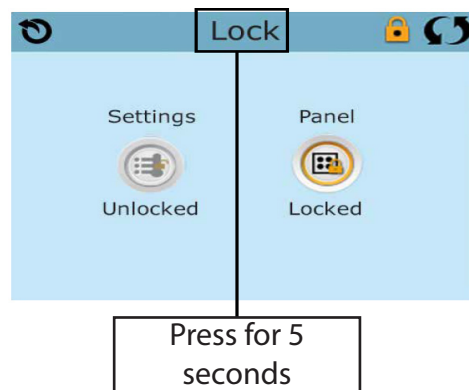 Lock
Settings
Panel
Unlocked
Locked
Press for 5
seconds